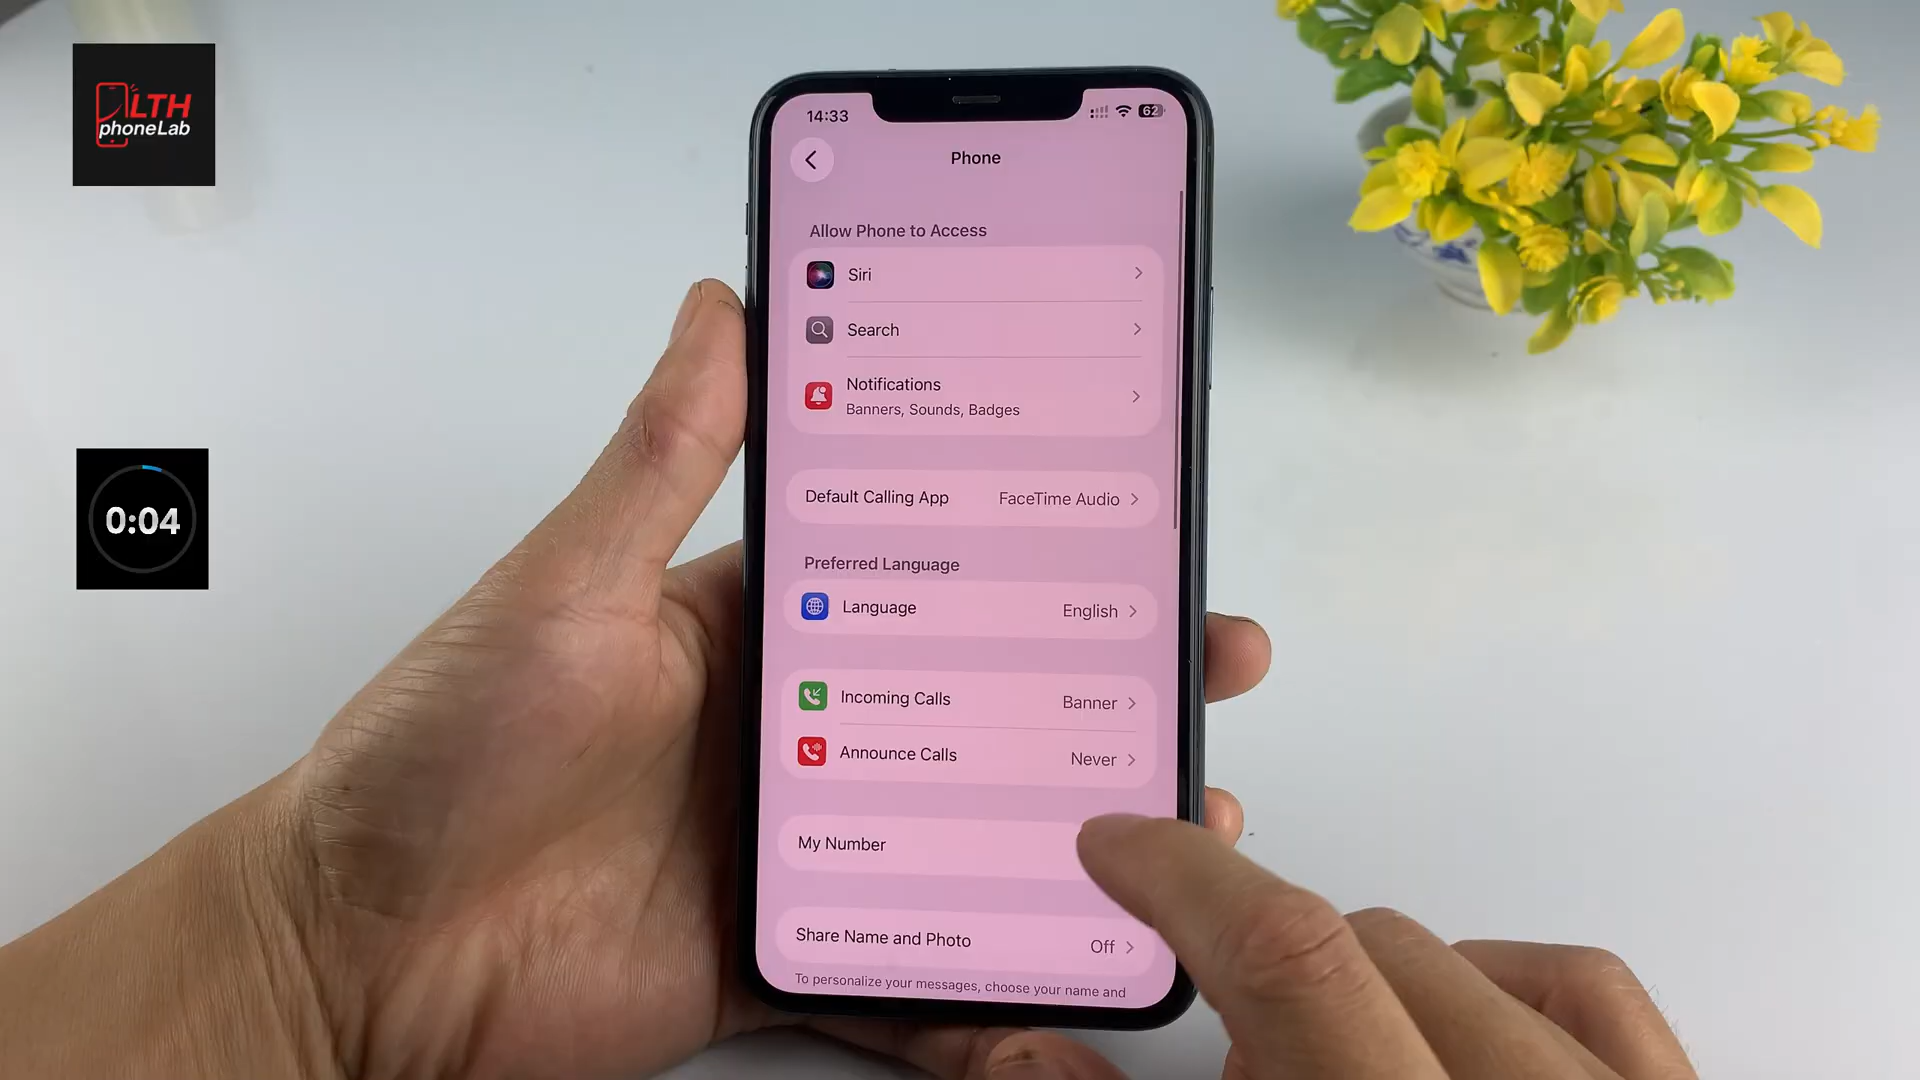 LTH
phoneLab
0:04
14:33
62
Phone
Allow Phone to Access
Siri
Search
Notifications
Banners, Sounds, Badges
Default Calling App FaceTime Audio
Preferred Language
Language English
Incoming Calls Banner
Announce Calls Never
My Number
Share Name and Photo Off
To personalize your messages, choose your name and